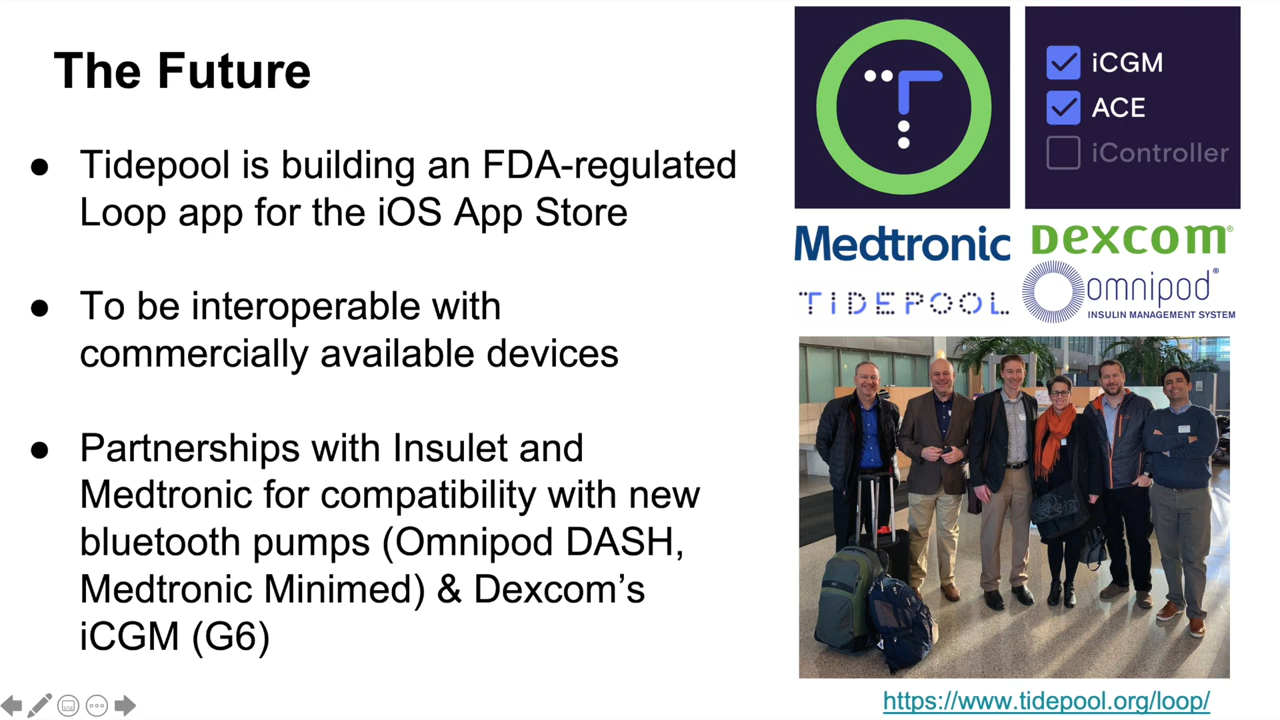 The Future
● Tidepool is building an FDA-regulated
Loop app for the iOS App Store
● To be interoperable with
commercially available devices
● Partnerships with Insulet and
Medtronic for compatibility with new
bluetooth pumps (Omnipod DASH,
Medtronic Minimed) & Dexcom’s
iCGM (G6)
iCGM
ACE
iController
Medtronic
Dexcom®
TIDEPOOL
omnipod®
INSULIN MANAGEMENT SYSTEM
https://www.tidepool.org/loop/